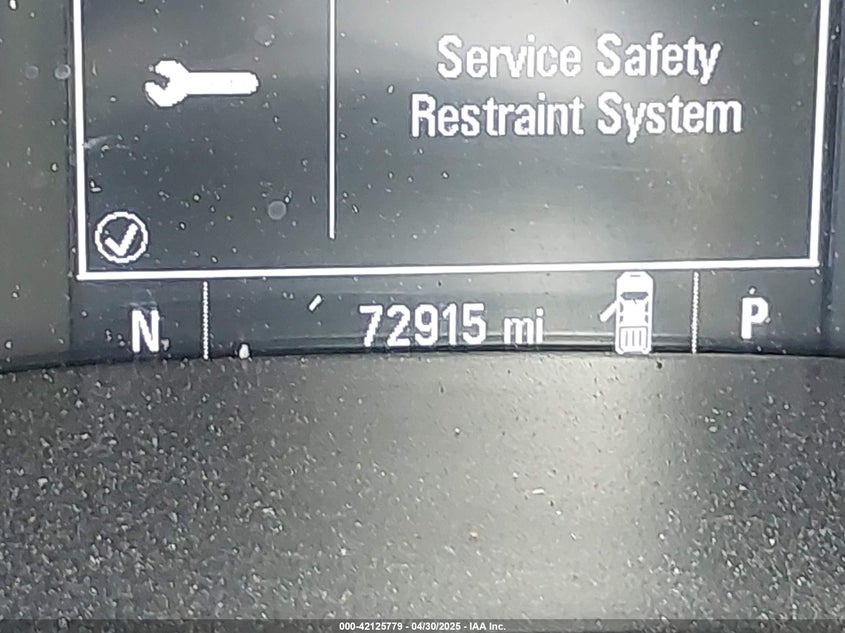 Service Safety
Restraint System
N 72915 mi P
000-42125779 - 04/30/2025 - IAA Inc.